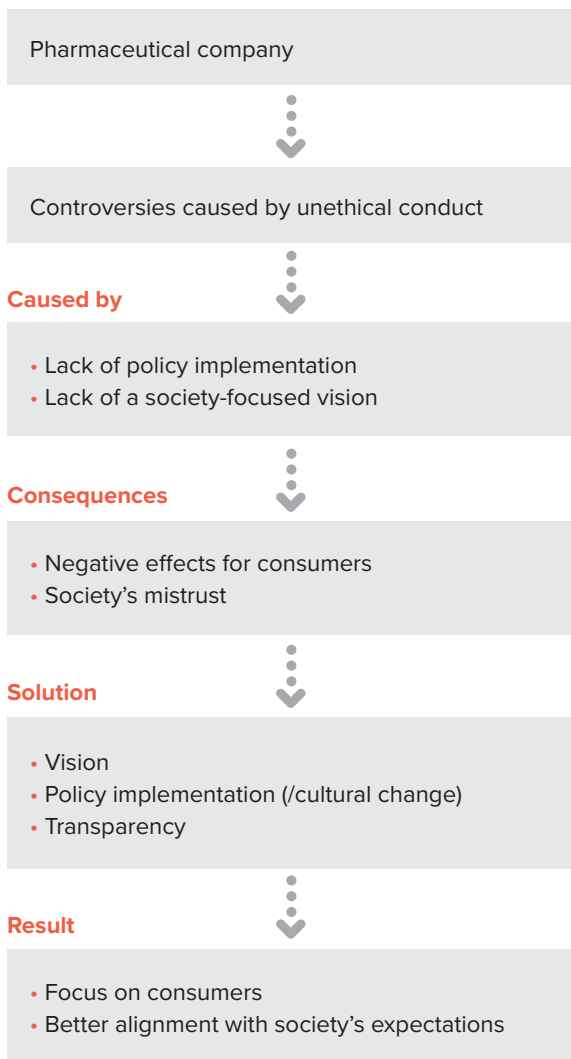 Pharmaceutical company
Controversies caused by unethical conduct
Caused by
• Lack of policy implementation
• Lack of a society-focused vision
Consequences
• Negative effects for consumers
• Society’s mistrust
Solution
• Vision
• Policy implementation (/cultural change)
• Transparency
Result
• Focus on consumers
• Better alignment with society’s expectations